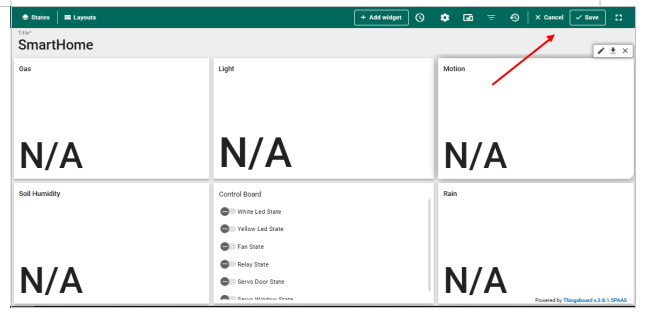 States Layouts + Add widget Cancel Save
Title*
SmartHome
Gas Light Motion
N/A N/A N/A
Soil Humidity Control Board Rain
White Led State
Yellow Led State
Fan State
Relay State
Servo Door State
Servo Window State
N/A N/A
Powered by Thingsboard v.3.8.1.5PAAS